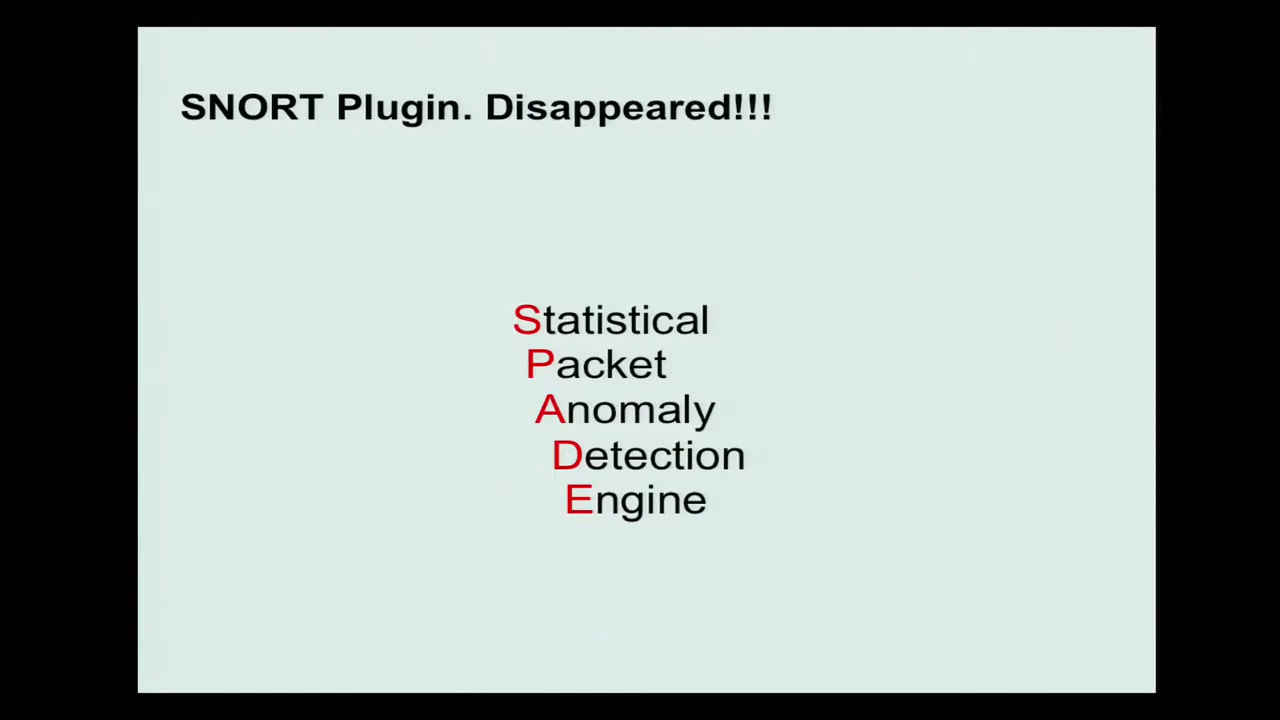 SNORT Plugin. Disappeared!!!
Statistical
Packet
Anomaly
Detection
Engine